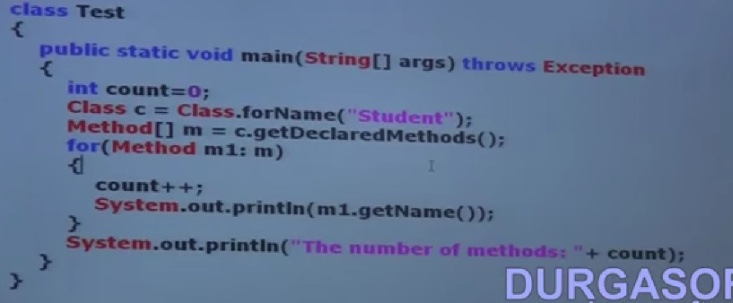 class Test
{
public static void main(String[] args) throws Exception
{
int count=0;
Class c = Class.forName("Student");
Method[] m = c.getDeclaredMethods();
for(Method m1: m)
{
count++;
System.out.println(m1.getName());
}
System.out.println("The number of methods: "+ count);
}
}
DURGASOF